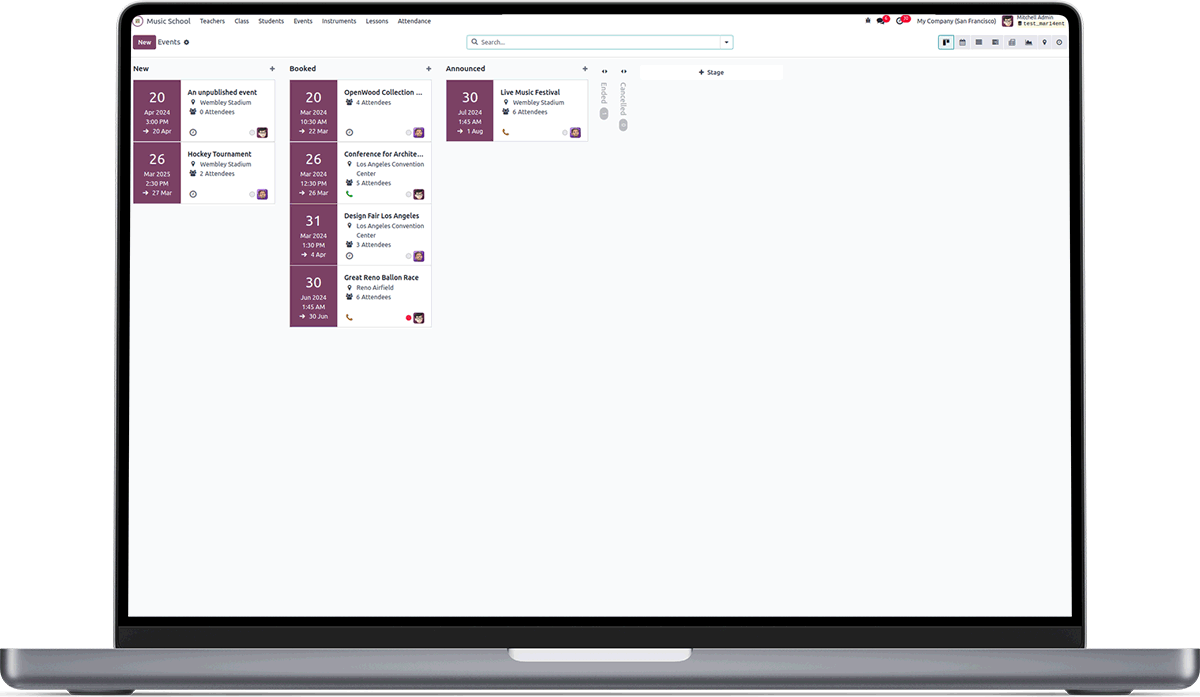 Music School Teachers Class Students Events Instruments Lessons Attendance
My Company (San Francisco) Mitchell Admin
test_mar14ent
New Events
Search...
New
20
Apr 2024
3:00 PM
→ 20 Apr
An unpublished event
Wembley Stadium
0 Attendees
26
Mar 2025
2:30 PM
→ 27 Mar
Hockey Tournament
Wembley Stadium
2 Attendees
Booked
20
Mar 2024
10:30 AM
→ 22 Mar
OpenWood Collection ...
4 Attendees
26
Mar 2024
12:30 PM
→ 26 Mar
Conference for Archite...
Los Angeles Convention
Center
5 Attendees
31
Mar 2024
1:30 PM
→ 4 Apr
Design Fair Los Angeles
Los Angeles Convention
Center
3 Attendees
30
Jun 2024
1:45 AM
→ 30 Jun
Great Reno Ballon Race
Reno Airfield
6 Attendees
Announced
30
Jul 2024
1:45 AM
→ 1 Aug
Live Music Festival
Wembley Stadium
6 Attendees
Ended
Cancelled
+ Stage